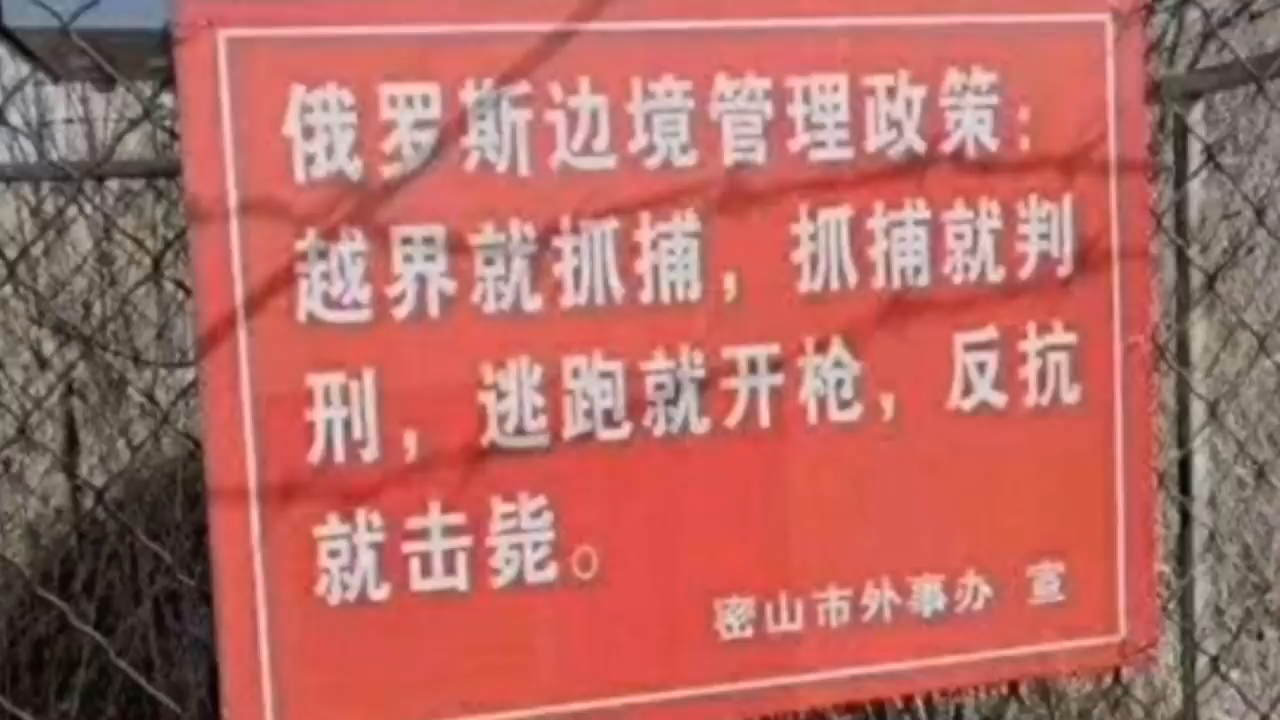 俄罗斯边境管理政策：
越界就抓捕，抓捕就判
刑，逃跑就开枪，反抗
就击毙。
密山市外事办 室